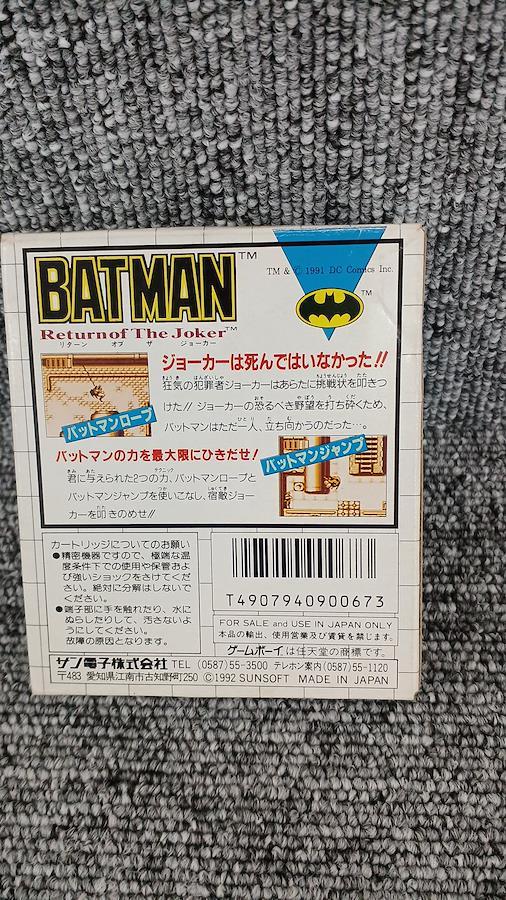 BATMAN™
Return of The Joker™
リターン オブ ザ ジョーカー
TM & © 1991 DC Comics Inc.
TM
ジョーカーは死んではいなかった!!
狂気の犯罪者ジョーカーはあらたに挑戦状を叩きつ
けた!! ジョーカーの恐るべき野望を打ち砕くため、
バットマンはただ一人、立ち向かうのだった…。
バットマンロープ
バットマンの力を最大限にひきだせ!
君に与えられた2つの力、バットマンロープと
バットマンジャンプを使いこなし、宿敵ジョー
カーを叩きのめせ!!
バットマンジャンプ
カートリッジについてのお願い
●精密機器ですので、極端な温
度条件下での使用や保管およ
び強いショックをさけてくだ
さい。絶対に分解はしないで
ください。
●端子部に手を触れたり、水に
ぬらしたりして、汚さないよ
うにしてください。
故障の原因となります。
T4907940900673
FOR SALE and USE IN JAPAN ONLY
本品の輸出、使用営業及び賃貸を禁じます。
ゲームボーイは任天堂の商標です。
サン電子株式会社 TEL (0587)55-3500 テレホン案内(0587)55-1120
〒483 愛知県江南市古知野町朝日250 ©1992 SUNSOFT MADE IN JAPAN